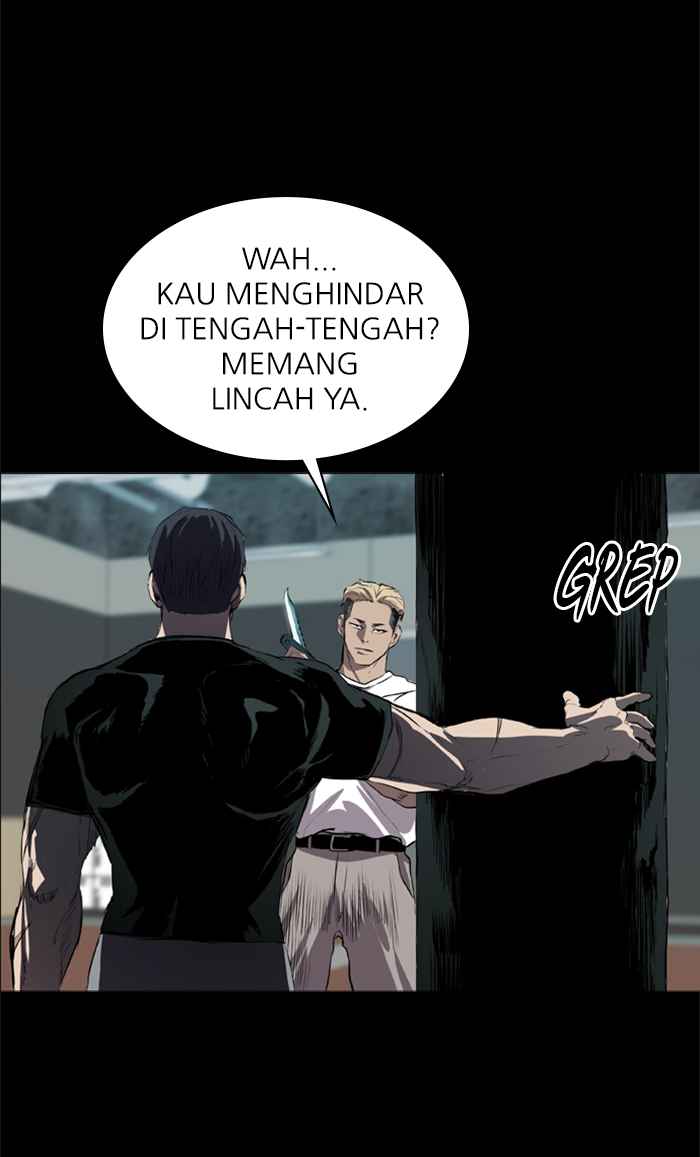 WAH...
KAU MENGHINDAR
DI TENGAH-TENGAH?
MEMANG
LINCAH YA.
GREP